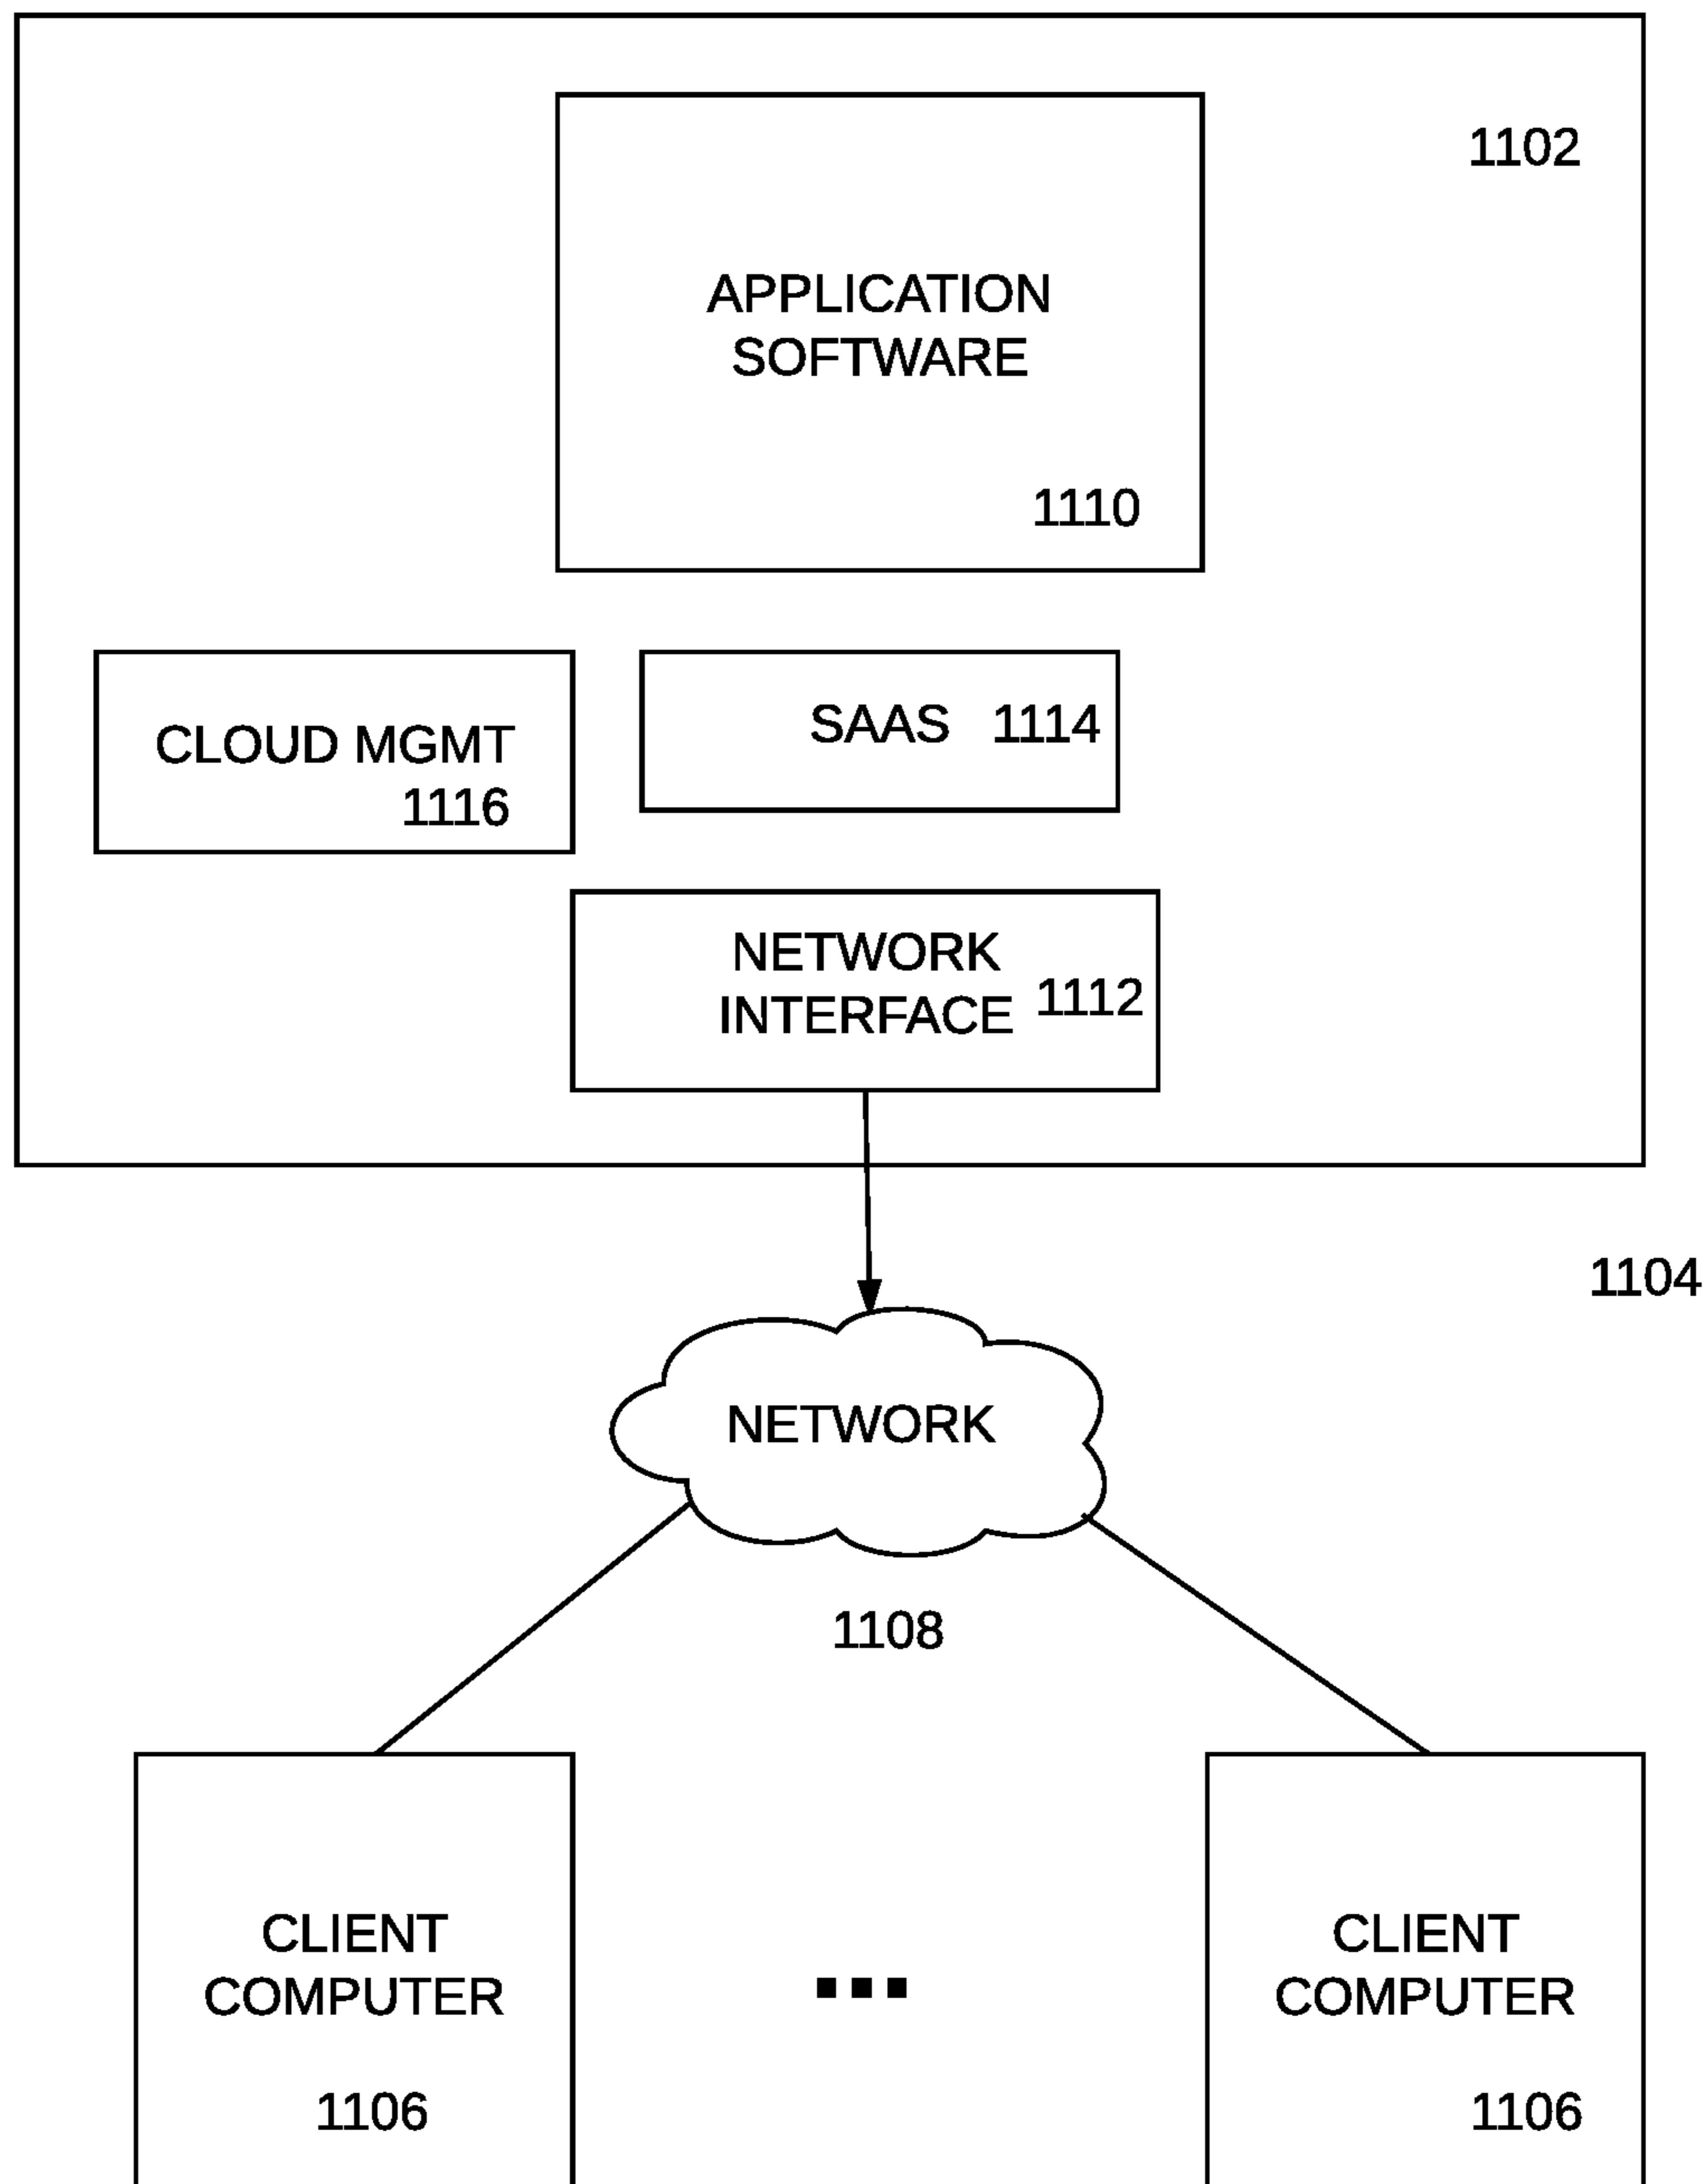 1102
APPLICATION
SOFTWARE
1110
CLOUD MGMT
1116
SAAS 1114
NETWORK
INTERFACE
1112
1104
NETWORK
1108
CLIENT
COMPUTER
1106
CLIENT
COMPUTER
1106